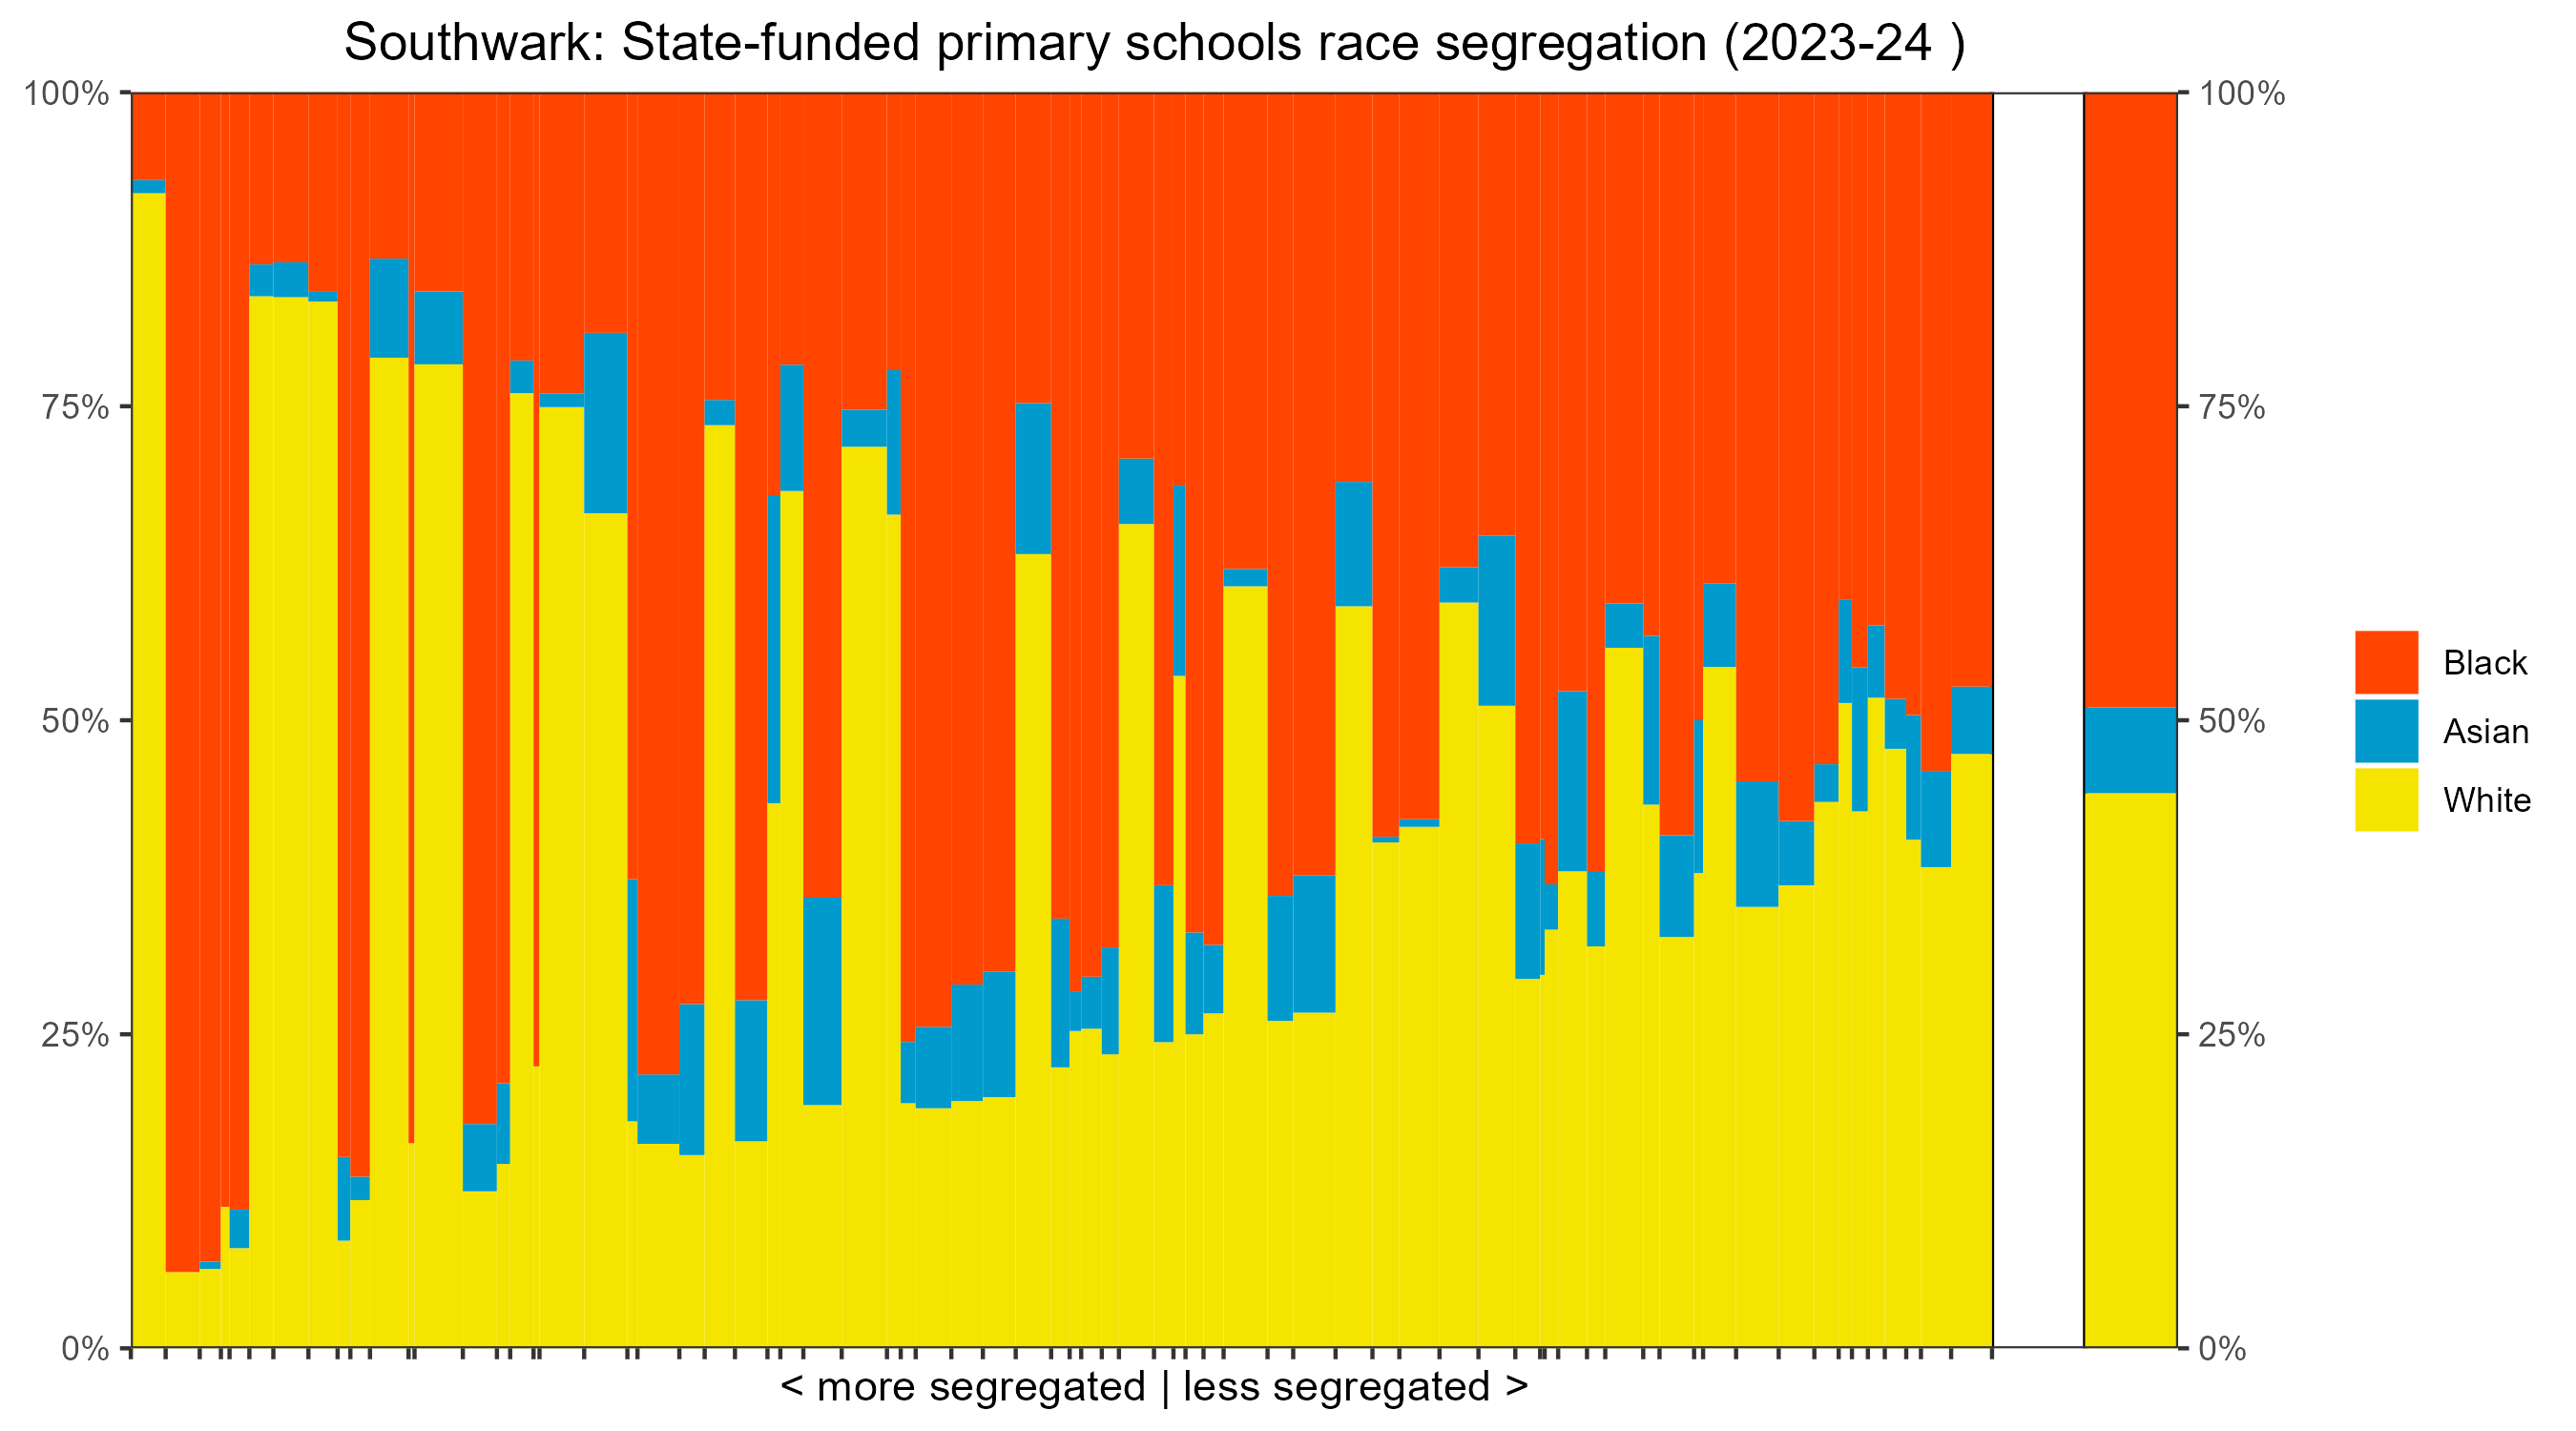 Southwark: State-funded primary schools race segregation (2023-24 )
100%
75%
50%
25%
0%
100%
75%
50%
25%
0%
Black
Asian
White
< more segregated | less segregated >